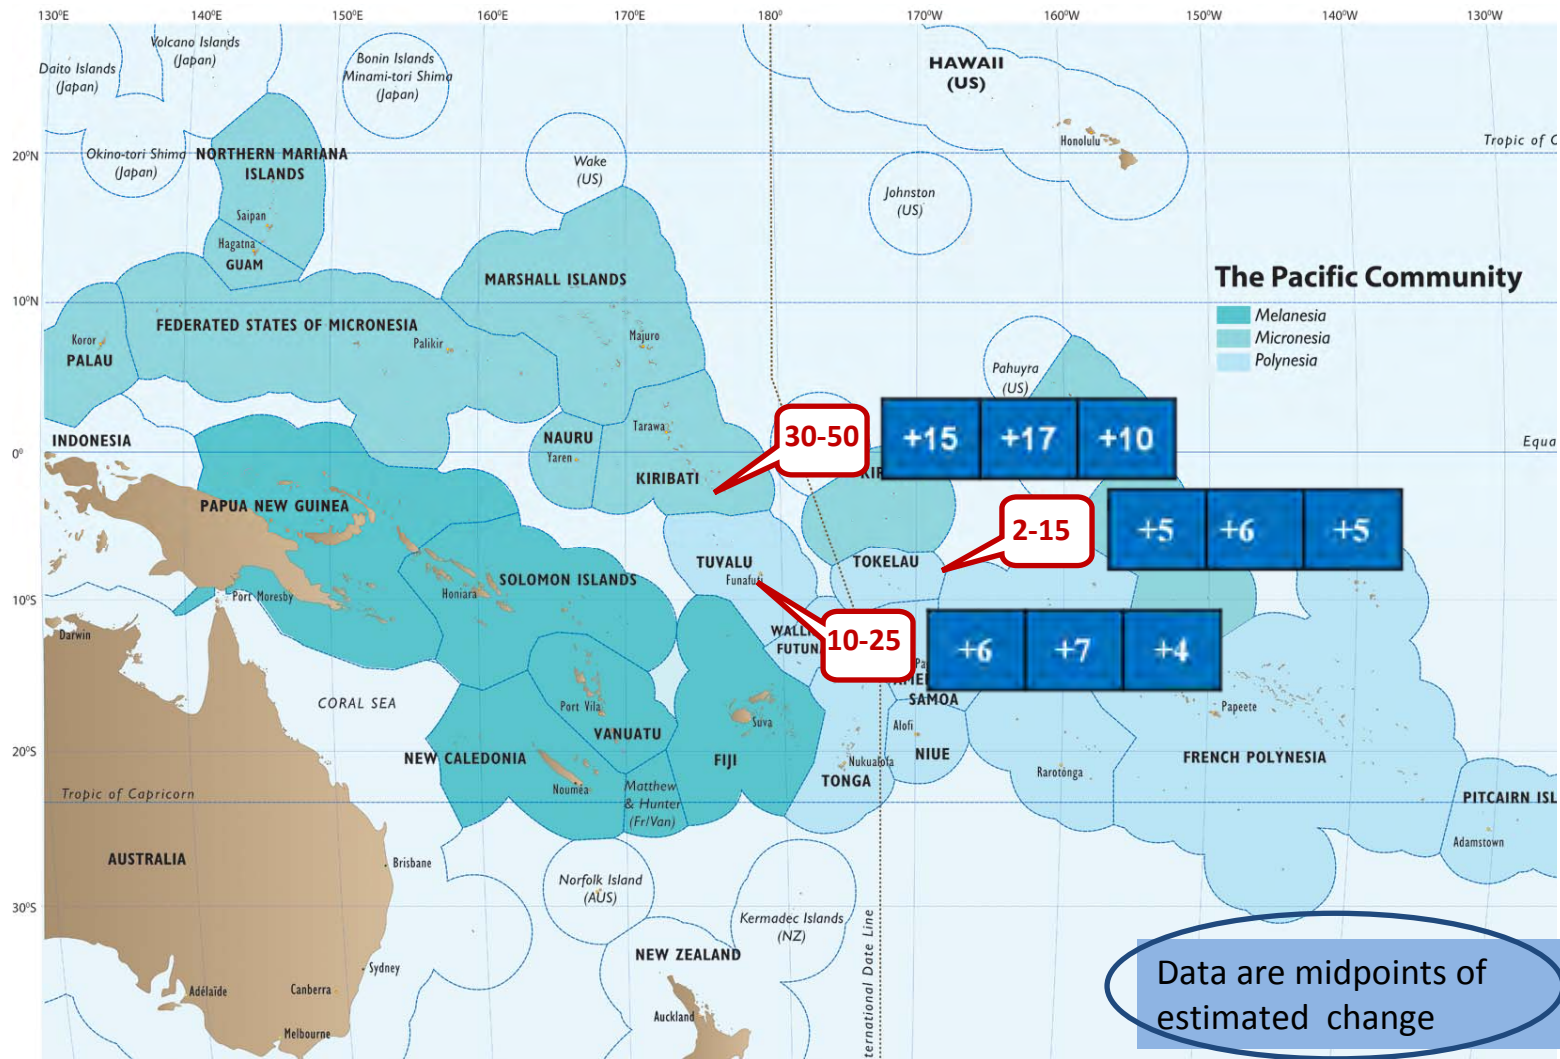 130°E 140°E 150°E 160°E 170°E 180° 170°W 160°W 150°W 140°W 130°W
Volcano Islands
(Japan)
Daito Islands
(Japan)
Bonin Islands
Minami-tori Shima
(Japan)
HAWAII
(US)
Honolulu
Tropic of C
20°N
Okino-tori Shima
(Japan)
NORTHERN MARIANA
ISLANDS
Saipan
Hagatna
GUAM
Wake
(US)
Johnston
(US)
MARSHALL ISLANDS
Majuro
The Pacific Community
Melanesia
Micronesia
Polynesia
10°N
FEDERATED STATES OF MICRONESIA
Palikir
Koror
PALAU
Pahuyra
(US)
30-50
+15 +17 +10
INDONESIA
NAURU
Yaren
Tarawa
KIRIBATI
KIR
Equa
0°
PAPUA NEW GUINEA
2-15
+5 +6 +5
TUVALU
Funafuti
TOKELAU
SOLOMON ISLANDS
Honiara
10°S
Port Moresby
Darwin
WALLI
FUTUN
10-25
+6 +7 +4
Pa
SAMOA
CORAL SEA
Port Vila
VANUATU
Suva
FIJI
Alofi
NIUE
Papeete
20°S
NEW CALEDONIA
Nouméa
Matthew
& Hunter
(Fr/Van)
Nukualofa
TONGA
Rarotonga
FRENCH POLYNESIA
Tropic of Capricorn
PITCAIRN ISL
Adamstown
AUSTRALIA
Brisbane
Norfolk Island
(AUS)
Kermadec Islands
(NZ)
30°S
NEW ZEALAND
Auckland
ternational Date Line
Sydney
Adélaïde
Canberra
Melbourne
Data are midpoints of
estimated change